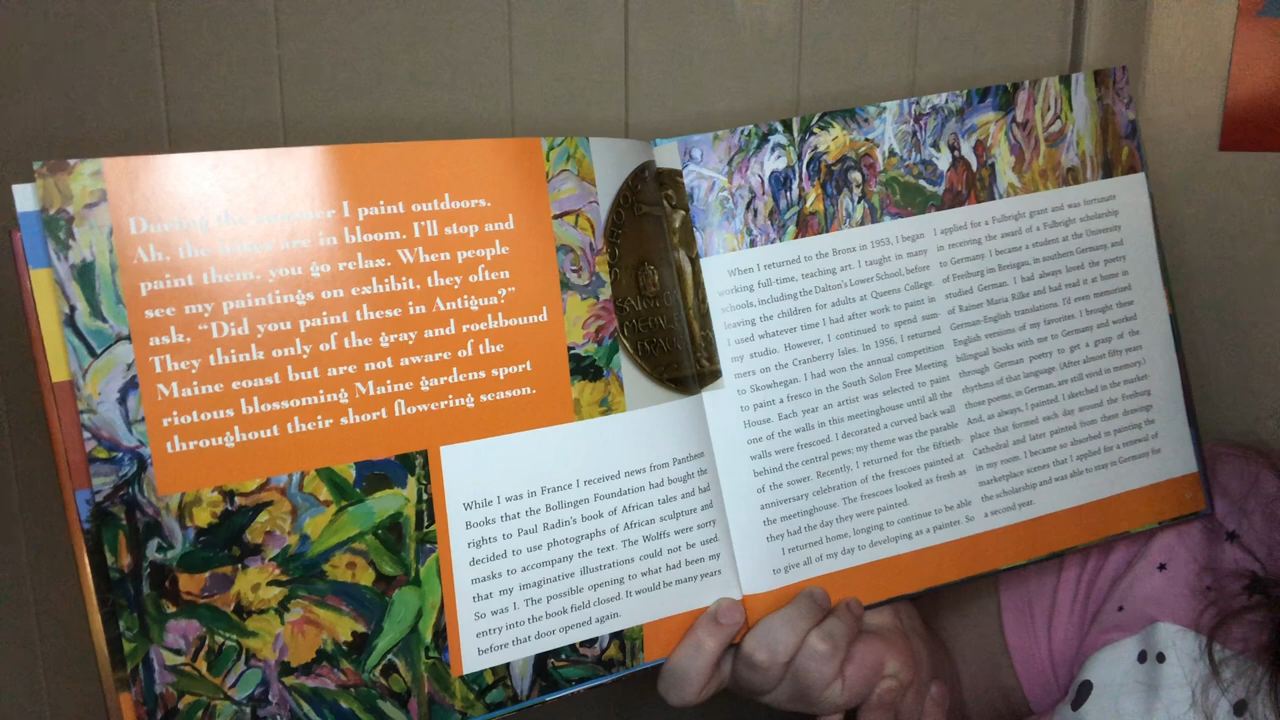 During the summer I paint outdoors.
Ah, the irises are in bloom. I'll stop and
paint them, you go relax. When people
see my paintings on exhibit, they often
ask, “Did you paint these in Antigua?”
They think only of the gray and rockbound
Maine coast but are not aware of the
riotous blossoming Maine gardens sport
throughout their short flowering season.
While I was in France I received news from Pantheon
Books that the Bollingen Foundation had bought the
rights to Paul Radin's book of African tales and had
decided to use photographs of African sculpture and
masks to accompany the text. The Wolffs were sorry
that my imaginative illustrations could not be used.
So was I. The possible opening to what had been my
entry into the book field closed. It would be many years
before that door opened again.
SCHOO
MEDAL
When I returned to the Bronx in 1953, I began
working full-time, teaching art. I taught in many
schools, including the Dalton's Lower School, before
leaving the children for adults at Queens College.
I used whatever time I had after work to paint in
my studio. However, I continued to spend sum-
mers on the Cranberry Isles. In 1956, I returned
to Skowhegan. I had won the annual competition
to paint a fresco in the South Solon Free Meeting
House. Each year an artist was selected to paint
one of the walls in this meetinghouse until all the
walls were frescoed. I decorated a curved back wall
behind the central pews; my theme was the parable
of the sower. Recently, I returned for the fiftieth-
anniversary celebration of the frescoes painted at
the meetinghouse. The frescoes looked as fresh as
they had the day they were painted.
I returned home, longing to continue to be able
to give all of my day to developing as a painter. So
I applied for a Fulbright grant and was fortunate
in receiving the award of a Fulbright scholarship
to Germany. I became a student at the University
of Freiburg im Breisgau, in southern Germany, and
studied German. I had always loved the poetry
of Rainer Maria Rilke and had read it at home in
German-English translations. I'd even memorized
English versions of my favorites. I brought these
bilingual books with me to Germany and worked
through German poetry to get a grasp of the
rhythms of that language. (After almost fifty years
those poems, in German, are still vivid in memory.)
And, as always, I painted. I sketched in the market-
place that formed each day around the Freiburg
Cathedral and later painted from these drawings
in my room. I became so absorbed in painting the
marketplace scenes that I applied for a renewal of
the scholarship and was able to stay in Germany for
a second year.